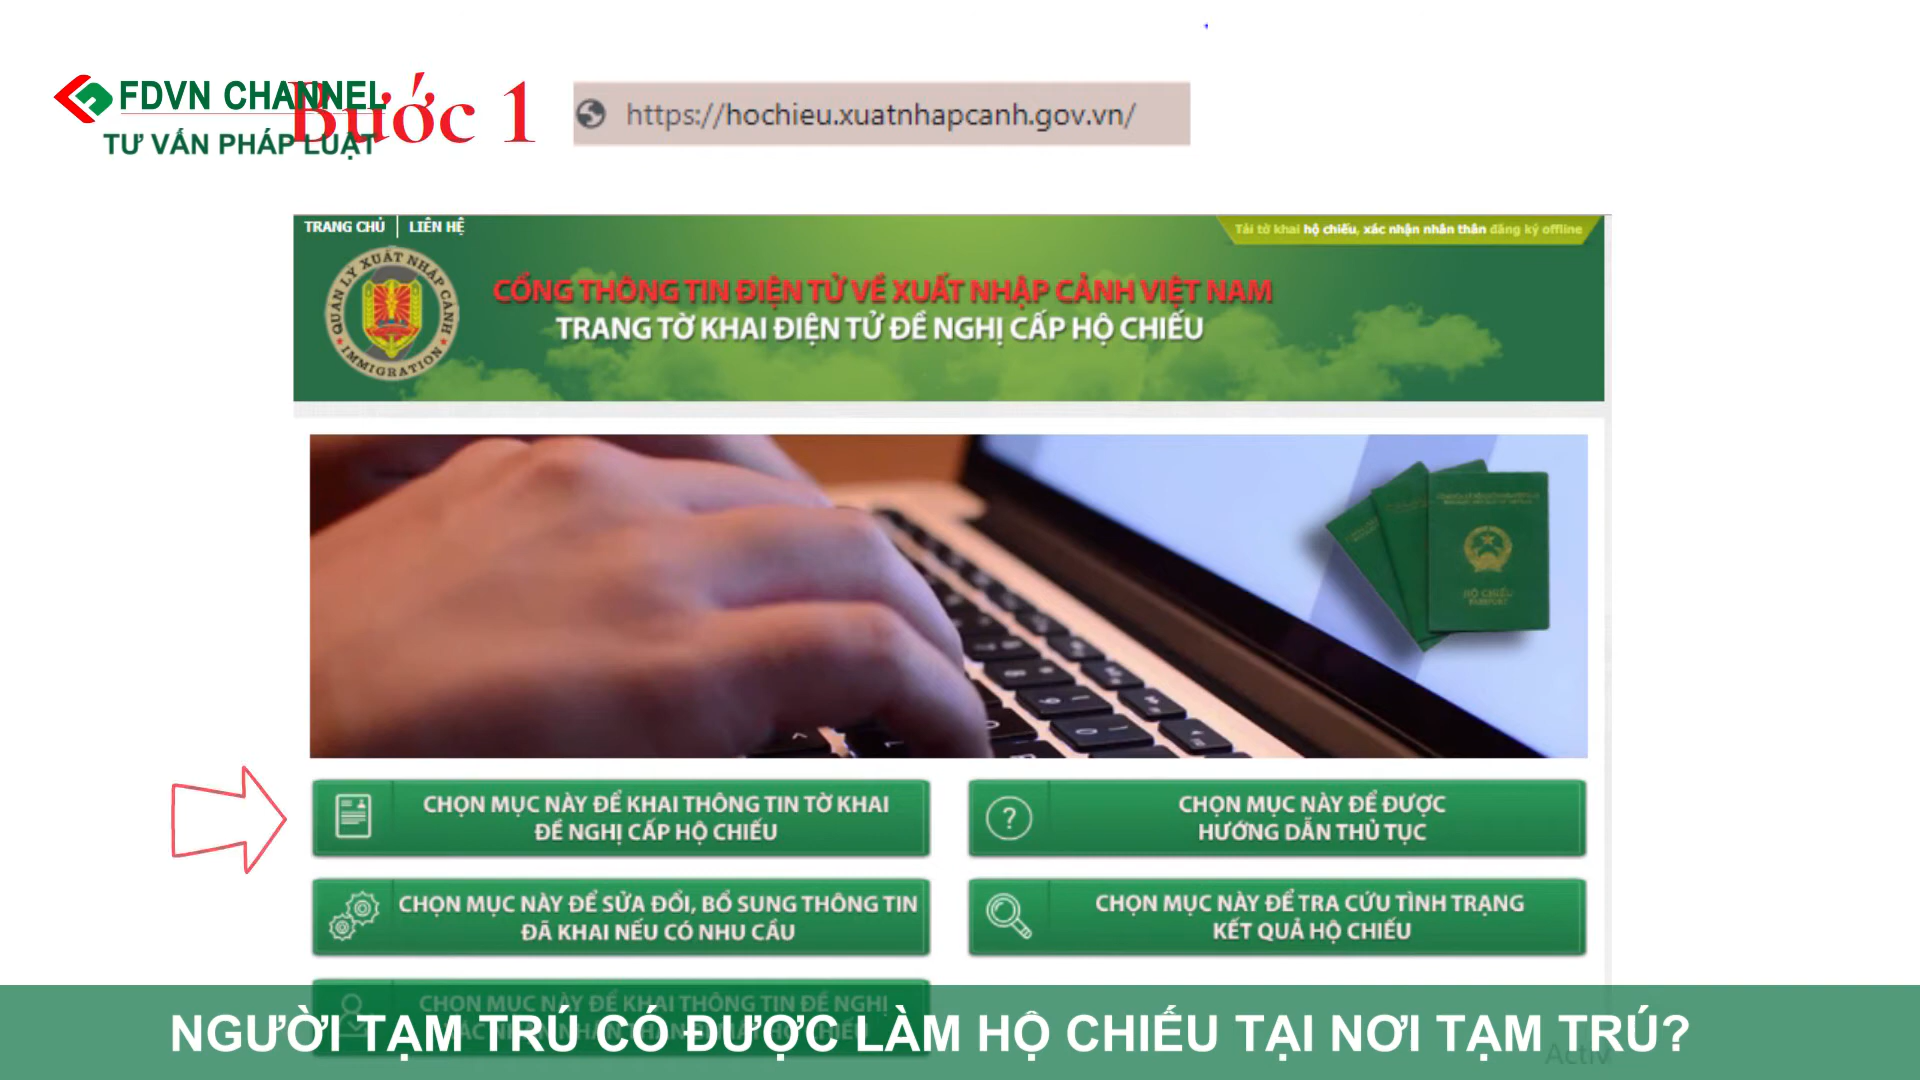 FDVN CHANNEL
TƯ VẤN PHÁP LUẬT
Bước 1
https://hochieu.xuatnhapcanh.gov.vn/
TRANG CHỦ | LIÊN HỆ
Tải tờ khai hộ chiếu, xác nhận nhân thân đăng ký offline
QUẢN LÝ XUẤT NHẬP CẢNH
IMMIGRATION
CỔNG THÔNG TIN ĐIỆN TỬ VỀ XUẤT NHẬP CẢNH VIỆT NAM
TRANG TỜ KHAI ĐIỆN TỬ ĐỀ NGHỊ CẤP HỘ CHIẾU
HỘ CHIẾU
PASSPORT
CHỌN MỤC NÀY ĐỂ KHAI THÔNG TIN TỜ KHAI
ĐỀ NGHỊ CẤP HỘ CHIẾU
?
CHỌN MỤC NÀY ĐỂ ĐƯỢC
HƯỚNG DẪN THỦ TỤC
CHỌN MỤC NÀY ĐỂ SỬA ĐỔI, BỔ SUNG THÔNG TIN
ĐÃ KHAI NẾU CÓ NHU CẦU
CHỌN MỤC NÀY ĐỂ TRA CỨU TÌNH TRẠNG
KẾT QUẢ HỘ CHIẾU
CHỌN MỤC NÀY ĐỂ KHAI THÔNG TIN ĐỀ NGHỊ
NGƯỜI TẠM TRÚ CÓ ĐƯỢC LÀM HỘ CHIẾU TẠI NƠI TẠM TRÚ?